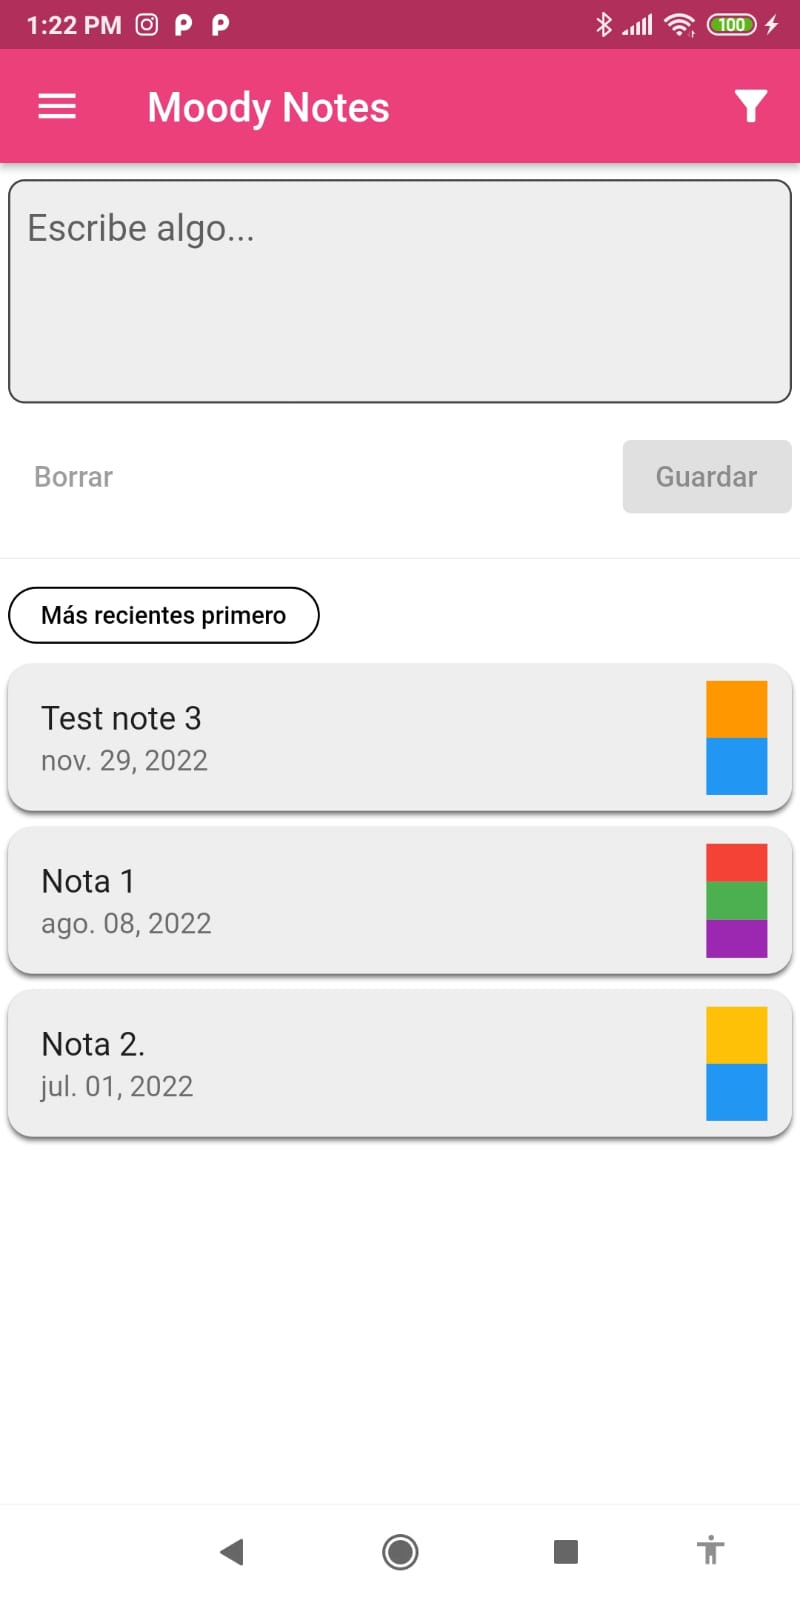 1:22 PM
100
Moody Notes
Escribe algo...
Borrar
Guardar
Más recientes primero
Test note 3
nov. 29, 2022
Nota 1
ago. 08, 2022
Nota 2.
jul. 01, 2022